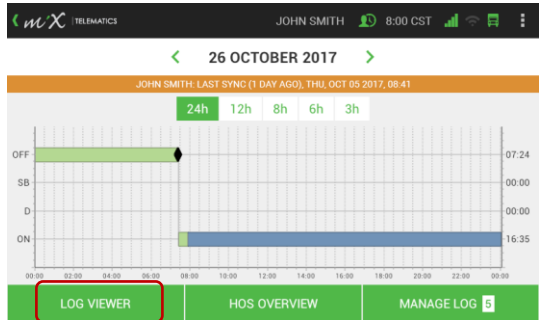 miX TELEMATICS JOHN SMITH 8:00 CST
26 OCTOBER 2017
JOHN SMITH: LAST SYNC (1 DAY AGO), THU, OCT 05 2017, 08:41
24h 12h 8h 6h 3h
OFF 07:24
SB 00:00
D 00:00
ON 16:35
00:00 02:00 04:00 06:00 08:00 10:00 12:00 14:00 16:00 18:00 20:00 22:00 00:00
LOG VIEWER HOS OVERVIEW MANAGE LOG 5